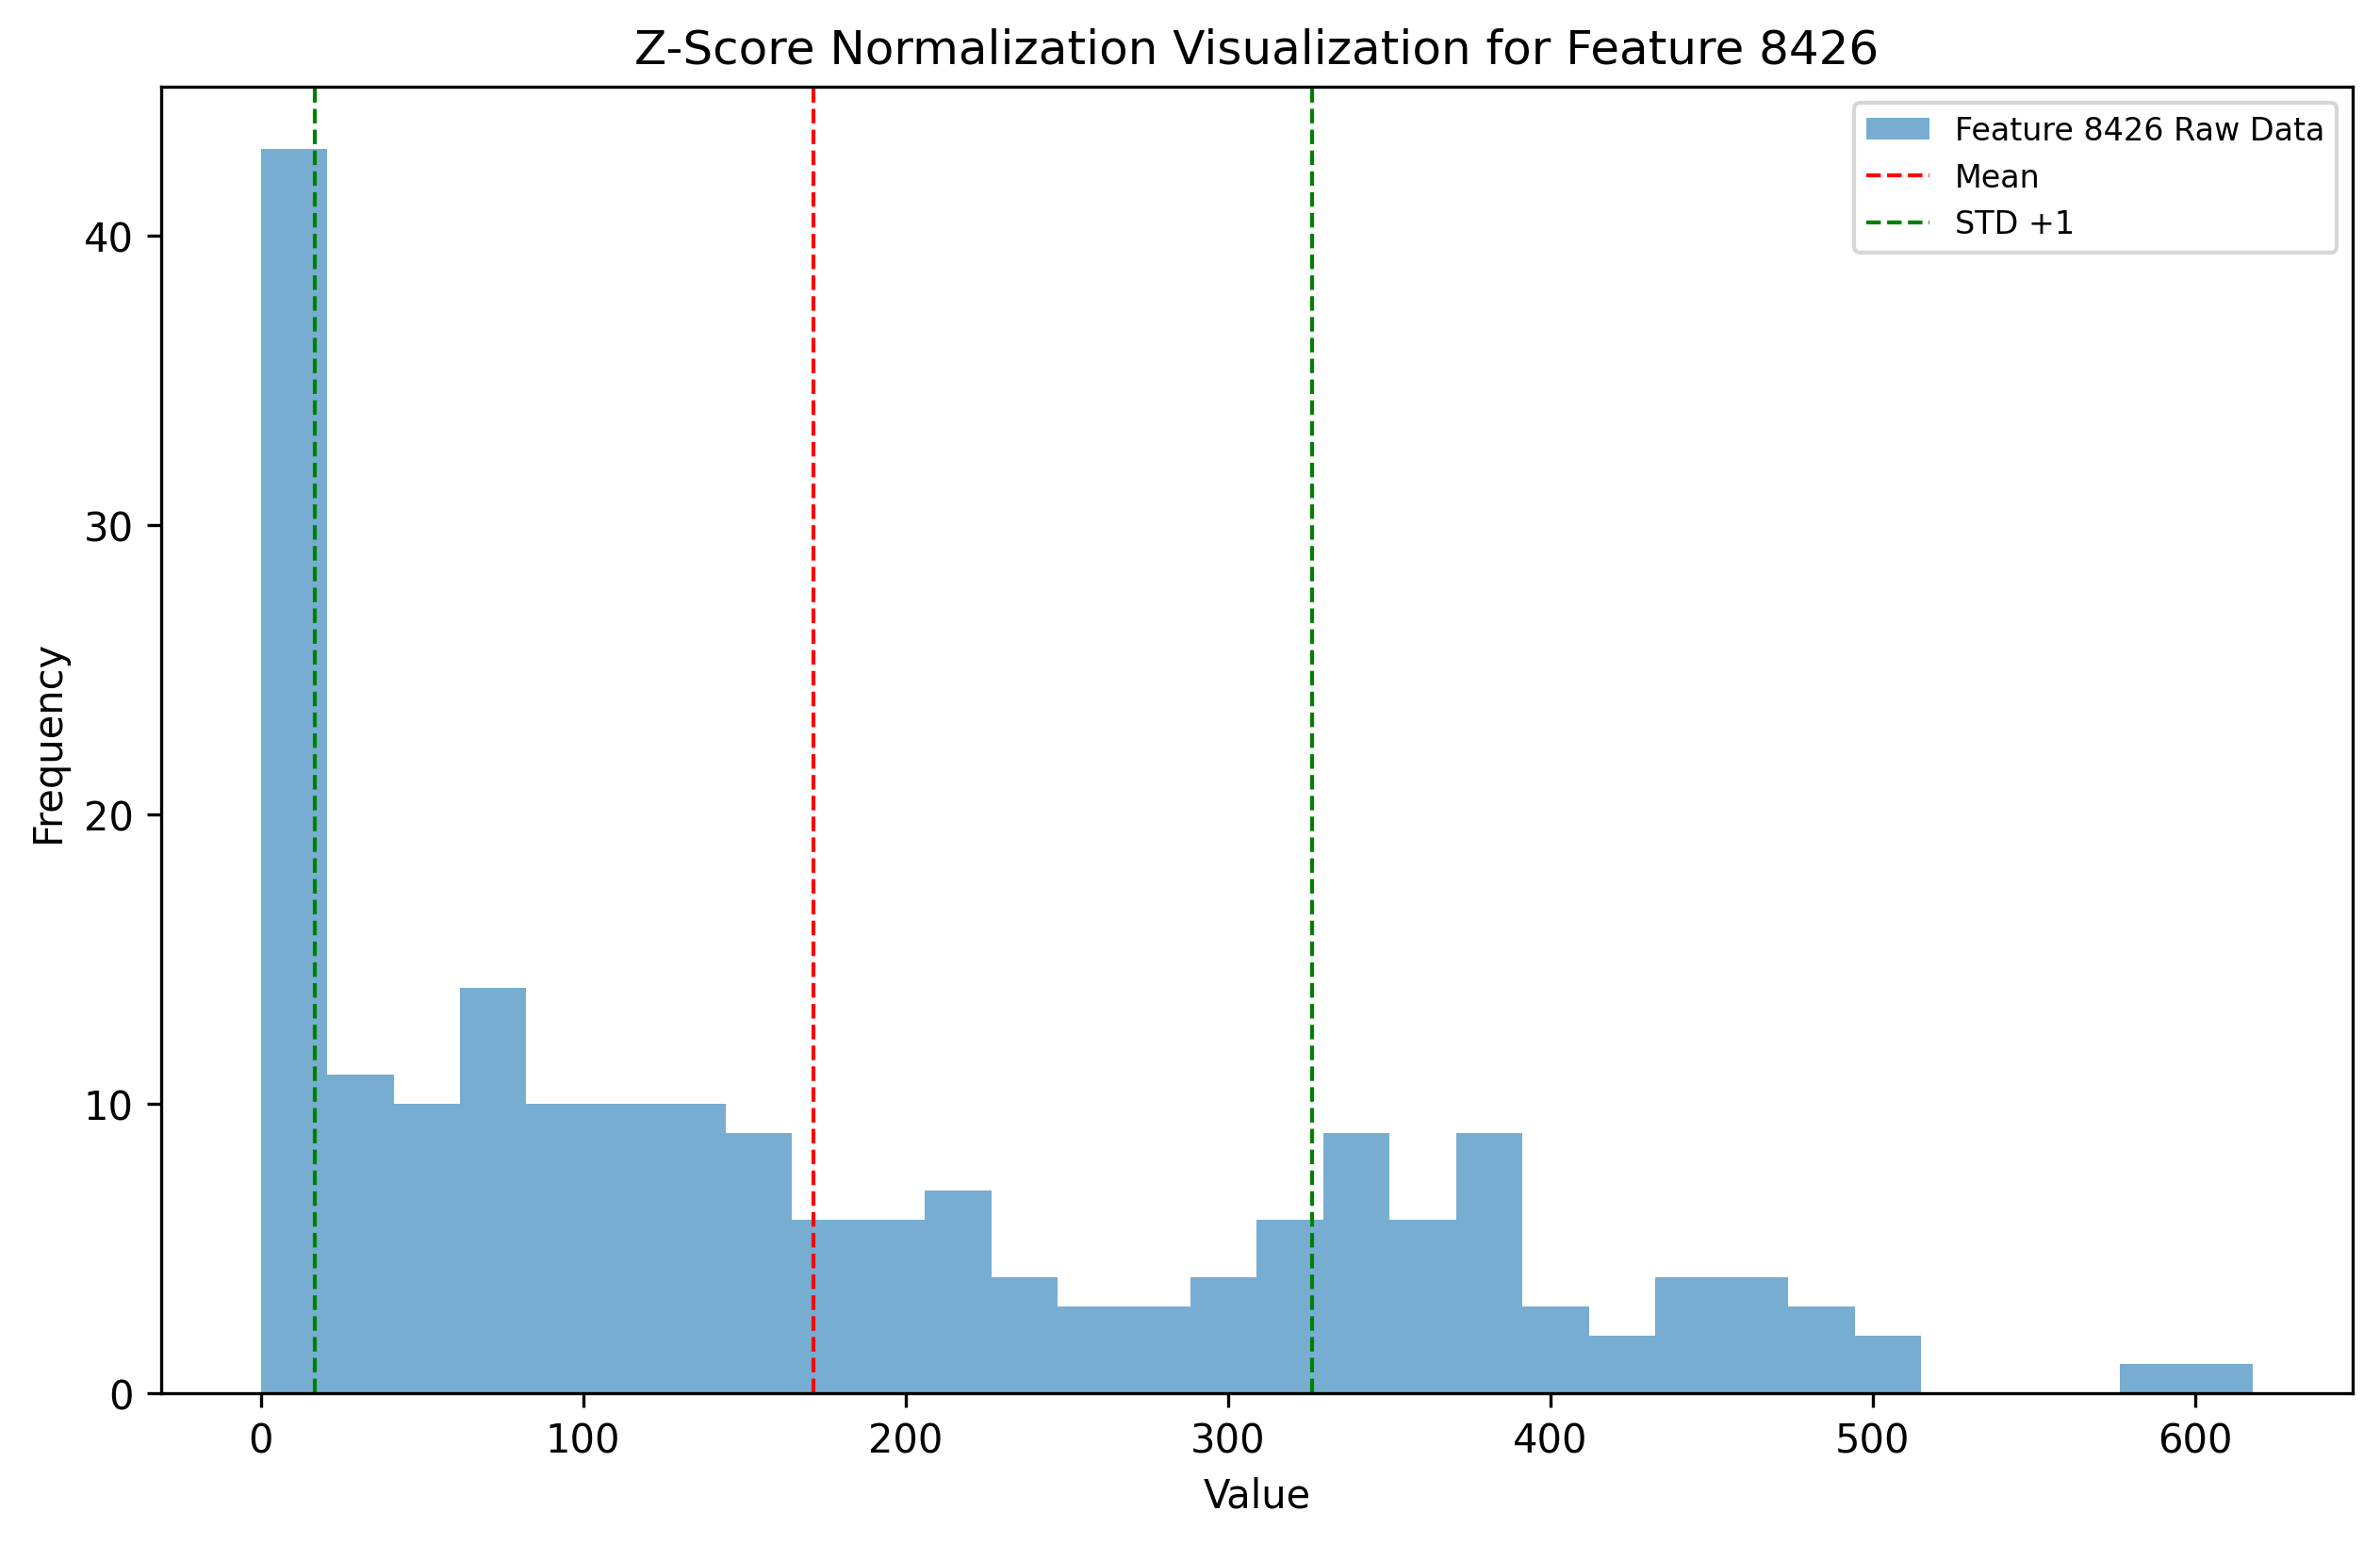 Z-Score Normalization Visualization for Feature 8426
Feature 8426 Raw Data
Mean
STD +1
40
30
20
10
0
Frequency
0 100 200 300 400 500 600
Value